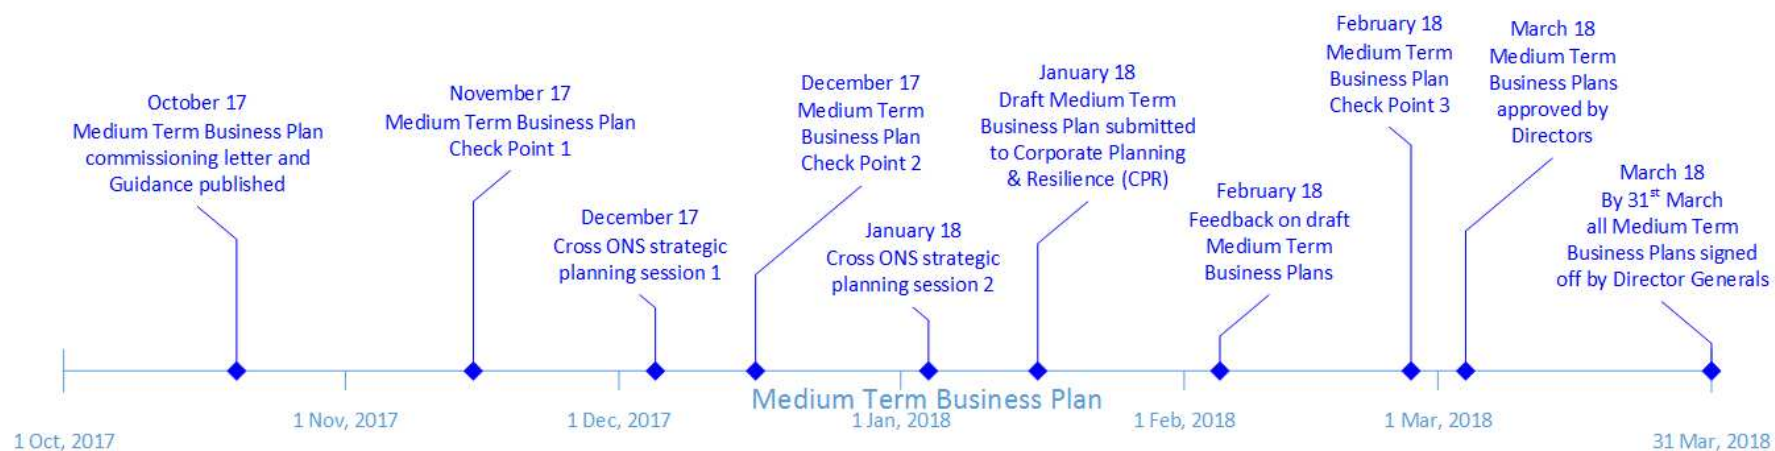 October 17
Medium Term Business Plan
commissioning letter and
Guidance published
November 17
Medium Term Business Plan
Check Point 1
December 17
Cross ONS strategic
planning session 1
December 17
Medium Term
Business Plan
Check Point 2
January 18
Cross ONS strategic
planning session 2
January 18
Draft Medium Term
Business Plan submitted
to Corporate Planning
& Resilience (CPR)
February 18
Feedback on draft
Medium Term
Business Plans
February 18
Medium Term
Business Plan
Check Point 3
March 18
Medium Term
Business Plans
approved by
Directors
March 18
By 31st March
all Medium Term
Business Plans signed
off by Director Generals
Medium Term Business Plan
1 Oct, 2017
1 Nov, 2017
1 Dec, 2017
1 Jan, 2018
1 Feb, 2018
1 Mar, 2018
31 Mar, 2018